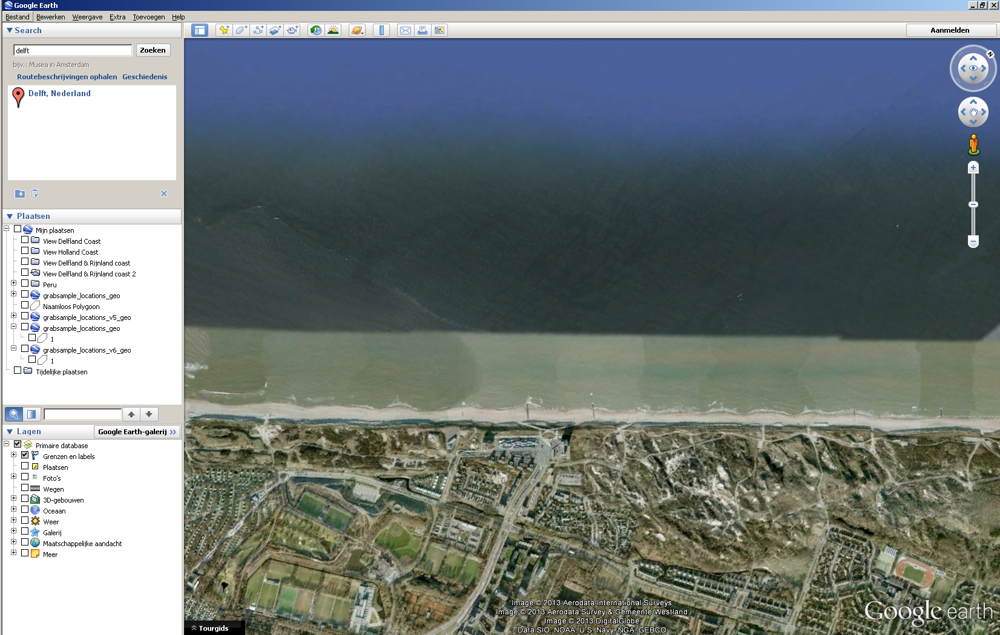 Google Earth
Bestand Bewerken Weergave Extra Toevoegen Help
Search
delft
Zoeken
bijv.: Musea in Amsterdam
Routebeschrijvingen ophalen Geschiedenis
Delft, Nederland
Plaatsen
Mijn plaatsen
View Delfland Coast
View Holland Coast
View Delfland & Rijnland coast
View Delfland & Rijnland coast 2
Peru
grabsample_locations_geo
Naamloos Polygoon
grabsample_locations_v5_geo
grabsample_locations_geo
1
grabsample_locations_v6_geo
1
Tijdelijke plaatsen
Lagen
Google Earth-galerij »
Primaire database
Grenzen en labels
Plaatsen
Foto's
Wegen
3D-gebouwen
Oceaan
Weer
Galerij
Maatschappelijke aandacht
Meer
Aanmelden
N
Tourgids
Image © 2013 Aerodata International Surveys
Image © 2013 Aerodata Survey & Gemeente Westland
Image © 2013 DigitalGlobe
Data SIO, NOAA, U.S. Navy, NGA, GEBCO
Google earth